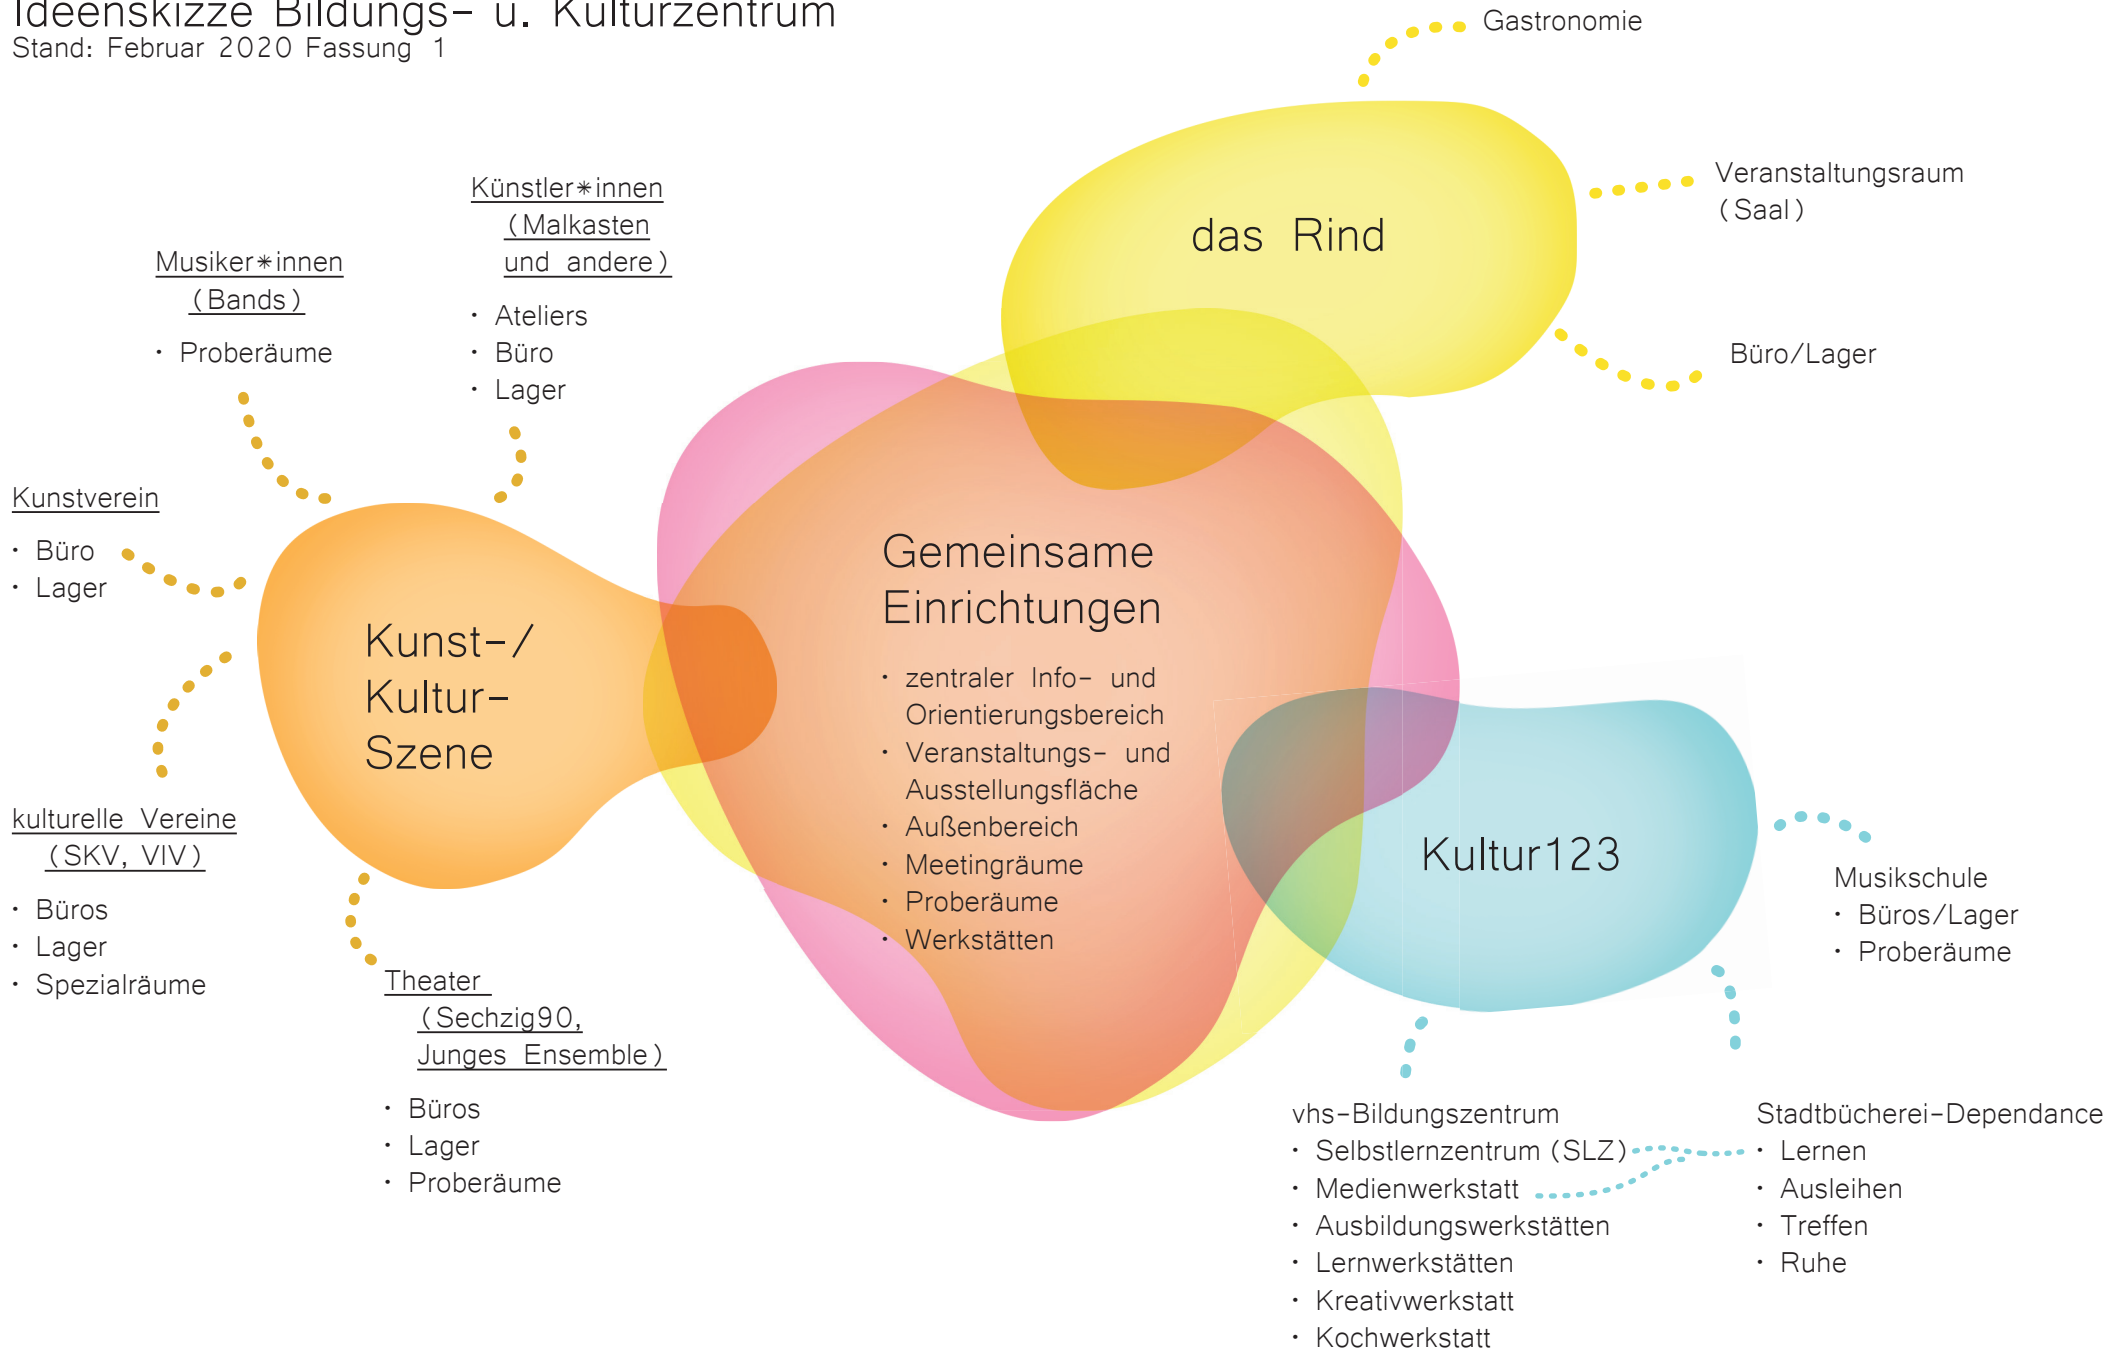 Ideenskizze Bildungs- u. Kulturzentrum
Stand: Februar 2020 Fassung 1
Gastronomie
Veranstaltungsraum
(Saal)
Büro/Lager
das Rind
Künstler*innen
(Malkasten
und andere)
· Ateliers
· Büro
· Lager
Musiker*innen
(Bands)
· Proberäume
Kunstverein
· Büro
· Lager
Kunst-/
Kultur-
Szene
kulturelle Vereine
(SKV, VIV)
· Büros
· Lager
· Spezialräume
Theater
(Sechzig90,
Junges Ensemble)
· Büros
· Lager
· Proberäume
Gemeinsame
Einrichtungen
· zentraler Info- und
Orientierungsbereich
· Veranstaltungs- und
Ausstellungsfläche
· Außenbereich
· Meetingräume
· Proberäume
· Werkstätten
Kultur123
Musikschule
· Büros/Lager
· Proberäume
vhs-Bildungszentrum
· Selbstlernzentrum (SLZ)
· Medienwerkstatt
· Ausbildungswerkstätten
· Lernwerkstätten
· Kreativwerkstatt
· Kochwerkstatt
Stadtbücherei-Dependance
· Lernen
· Ausleihen
· Treffen
· Ruhe